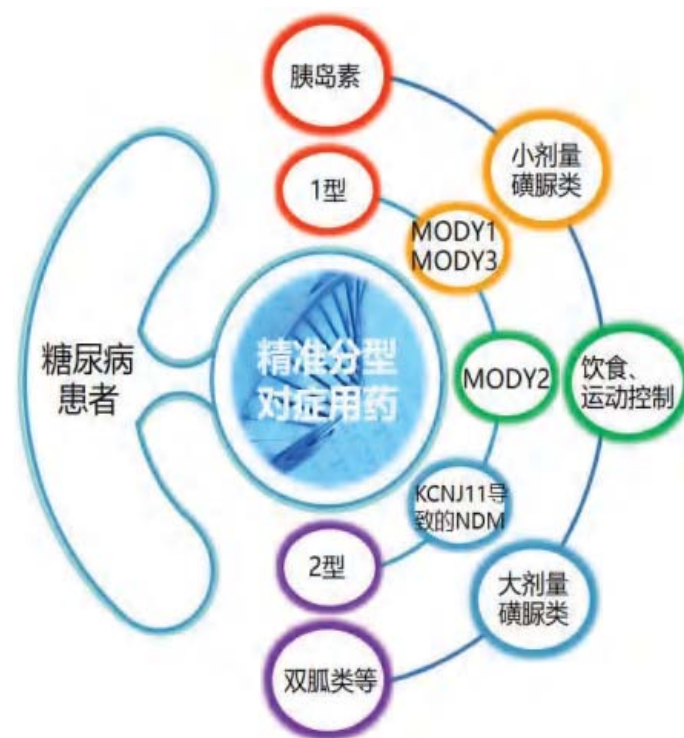 胰岛素
小剂量
磺脲类
1型
MODY1
MODY3
糖尿病
患者
精准分型
对症用药
MODY2
饮食、
运动控制
KCNJ11导
致的NDM
2型
大剂量
磺脲类
双胍类等